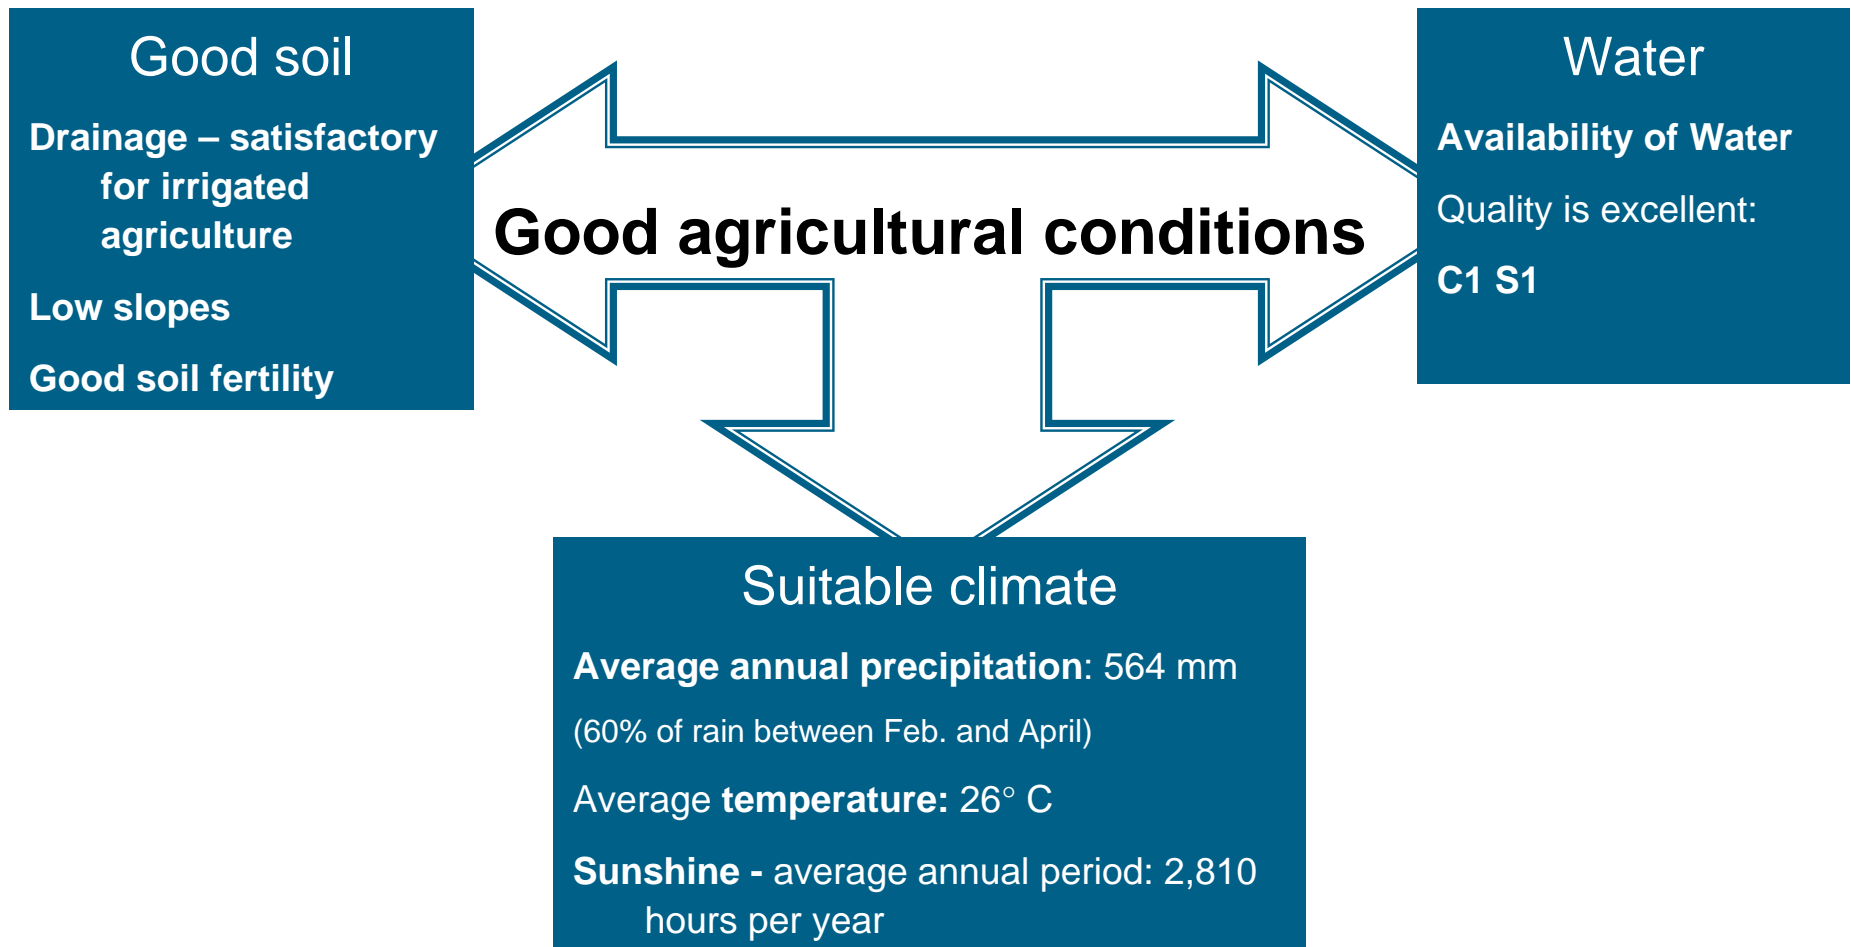 Good soil
Drainage – satisfactory
for irrigated
agriculture
Low slopes
Good soil fertility
Good agricultural conditions
Water
Availability of Water
Quality is excellent:
C1 S1
Suitable climate
Average annual precipitation: 564 mm
(60% of rain between Feb. and April)
Average temperature: 26° C
Sunshine - average annual period: 2,810
hours per year